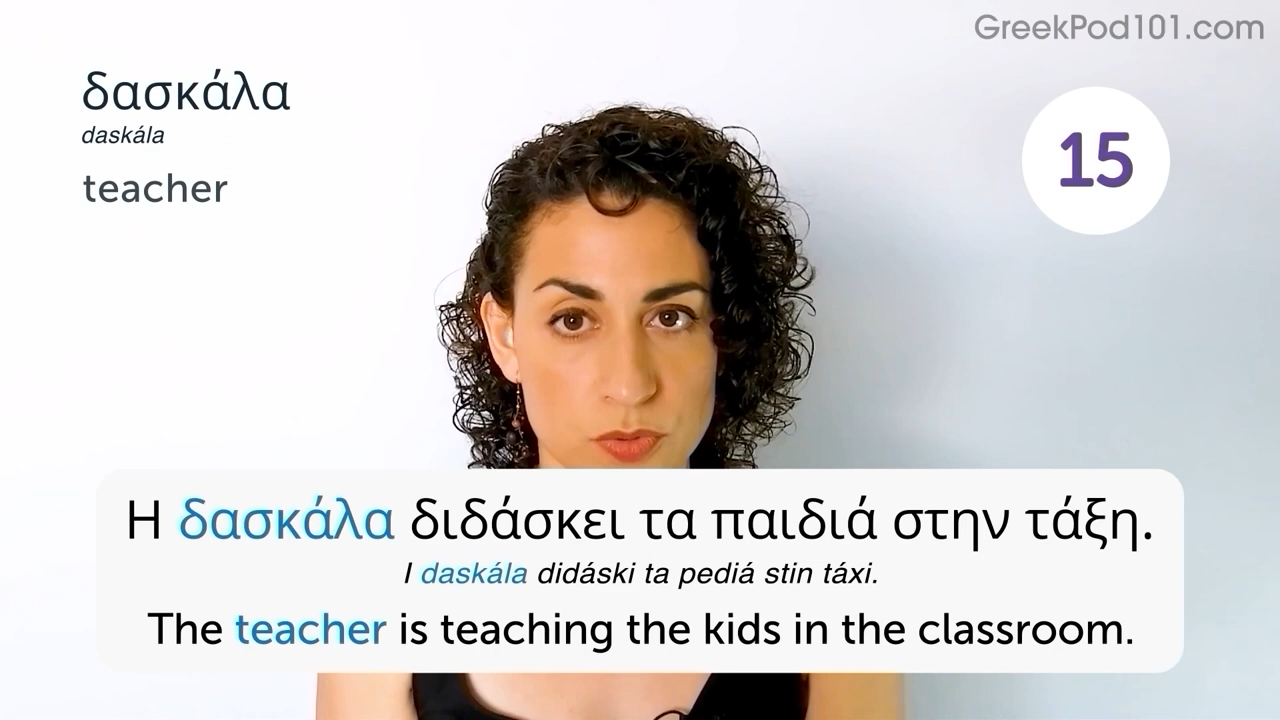 GreekPod101.com
δασκάλα
daskála
teacher
15
Η δασκάλα διδάσκει τα παιδιά στην τάξη.
I daskála didáski ta pediá stin táxi.
The teacher is teaching the kids in the classroom.